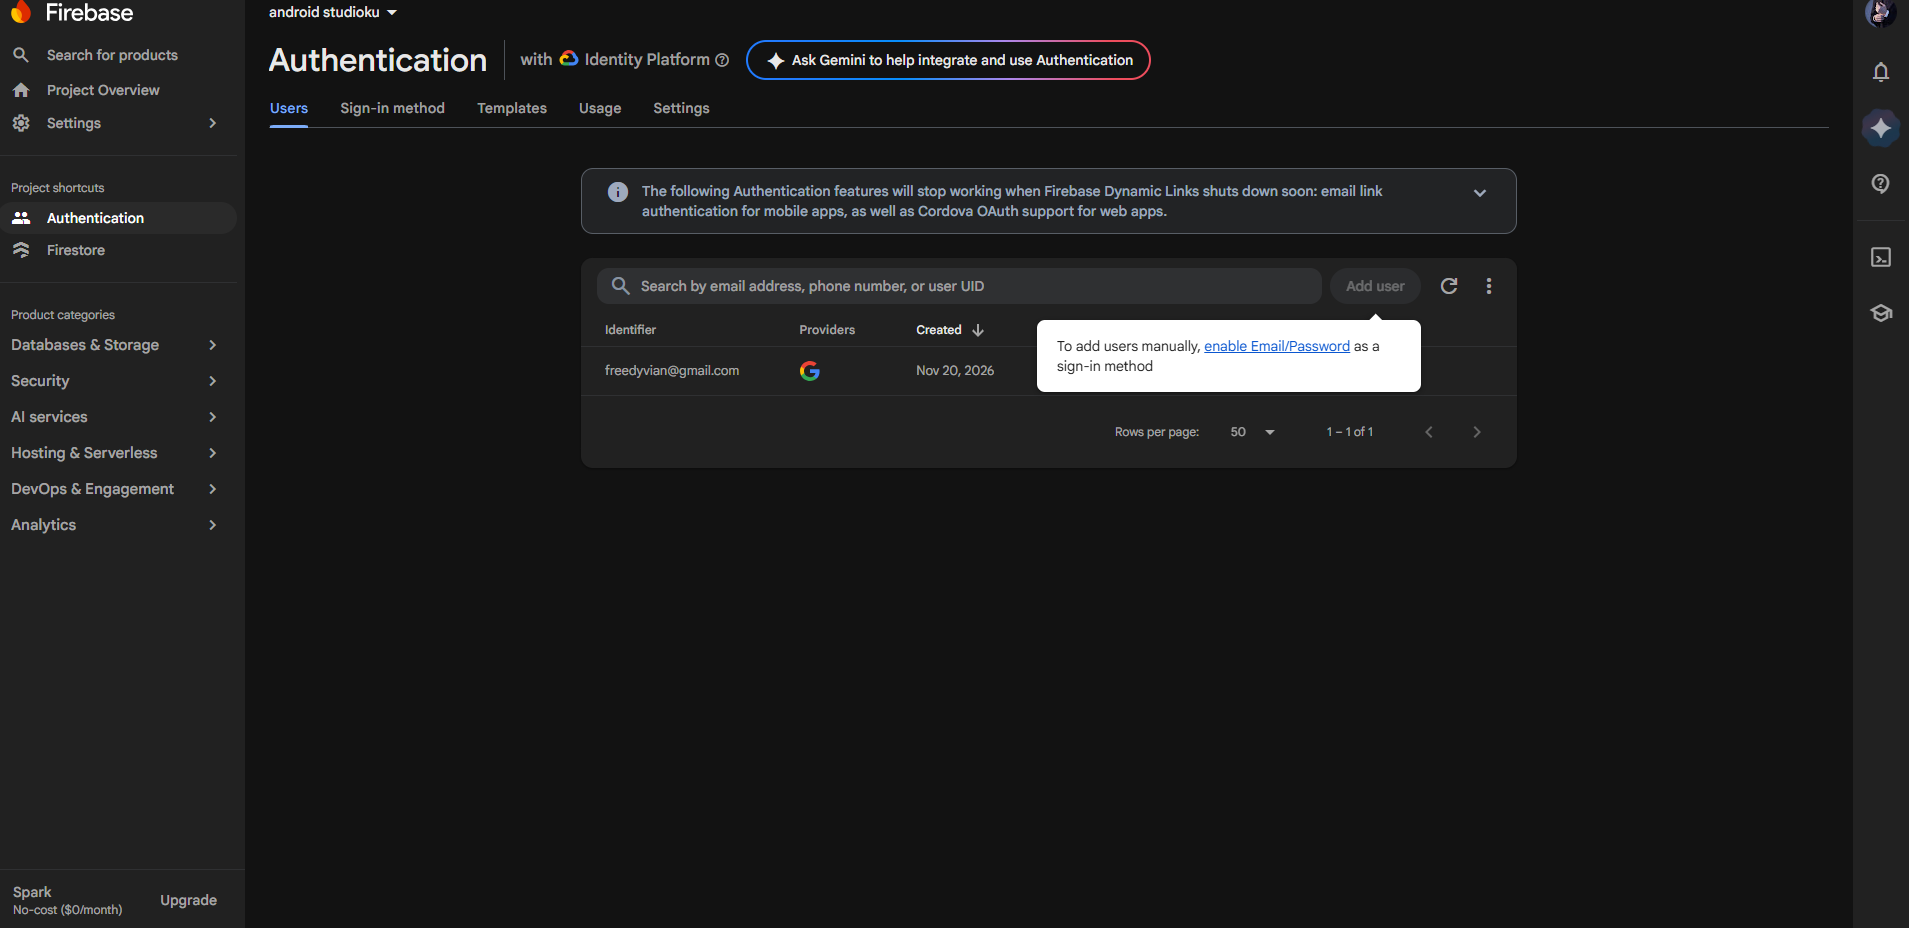 Firebase
Search for products
Project Overview
Settings
Project shortcuts
Authentication
Firestore
Product categories
Databases & Storage
Security
AI services
Hosting & Serverless
DevOps & Engagement
Analytics
Spark
No-cost ($0/month)
Upgrade
android studioku
Authentication
with Identity Platform
Ask Gemini to help integrate and use Authentication
Users
Sign-in method
Templates
Usage
Settings
The following Authentication features will stop working when Firebase Dynamic Links shuts down soon: email link
authentication for mobile apps, as well as Cordova OAuth support for web apps.
Search by email address, phone number, or user UID
Add user
Identifier
Providers
Created
To add users manually, enable Email/Password as a
sign-in method
freedyvian@gmail.com
Nov 20, 2026
Rows per page:
50
1 – 1 of 1